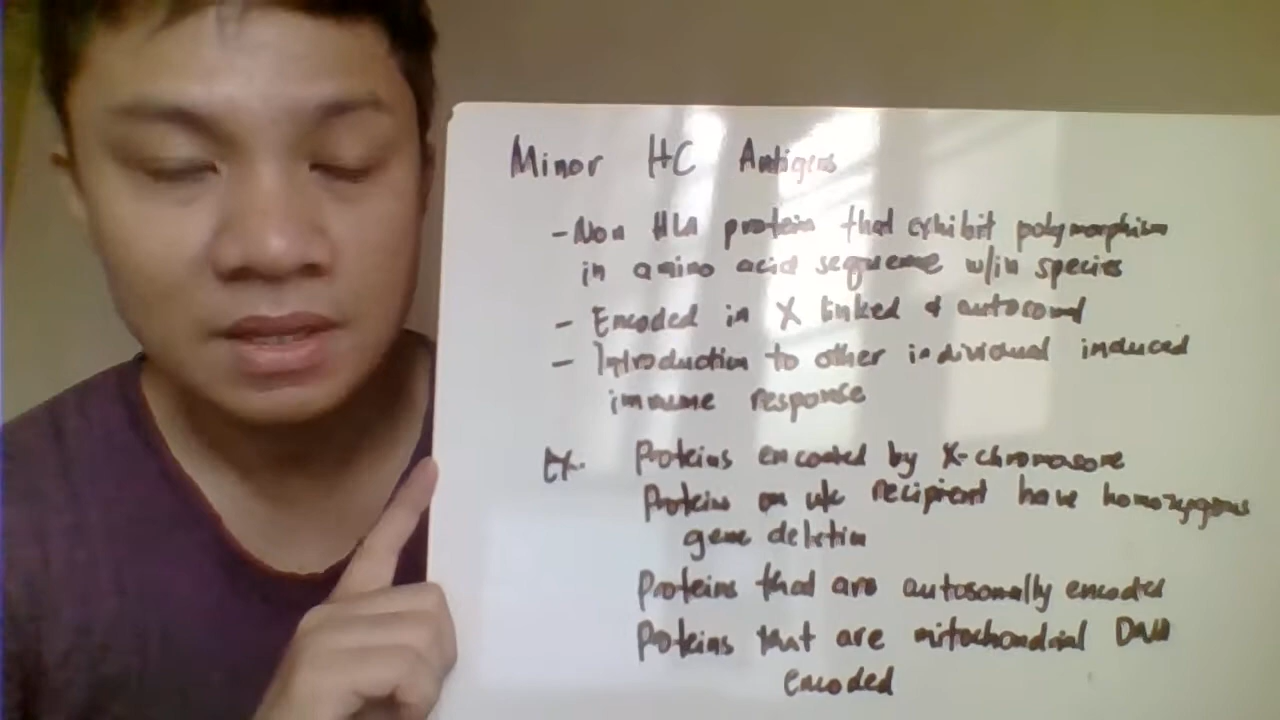 Minor HC Antigens
- Non HLA protein that exhibit polymorphism
in amino acid sequence w/in species
- Encoded in X linked & autosomal
- Introduction to other individual induced
immune response
Ex. Proteins encoded by X-chromosome
Proteins on w/c recipient have homozygous
gene deletion
Proteins that are autosomally encoded
Proteins that are mitochondrial DNA
encoded